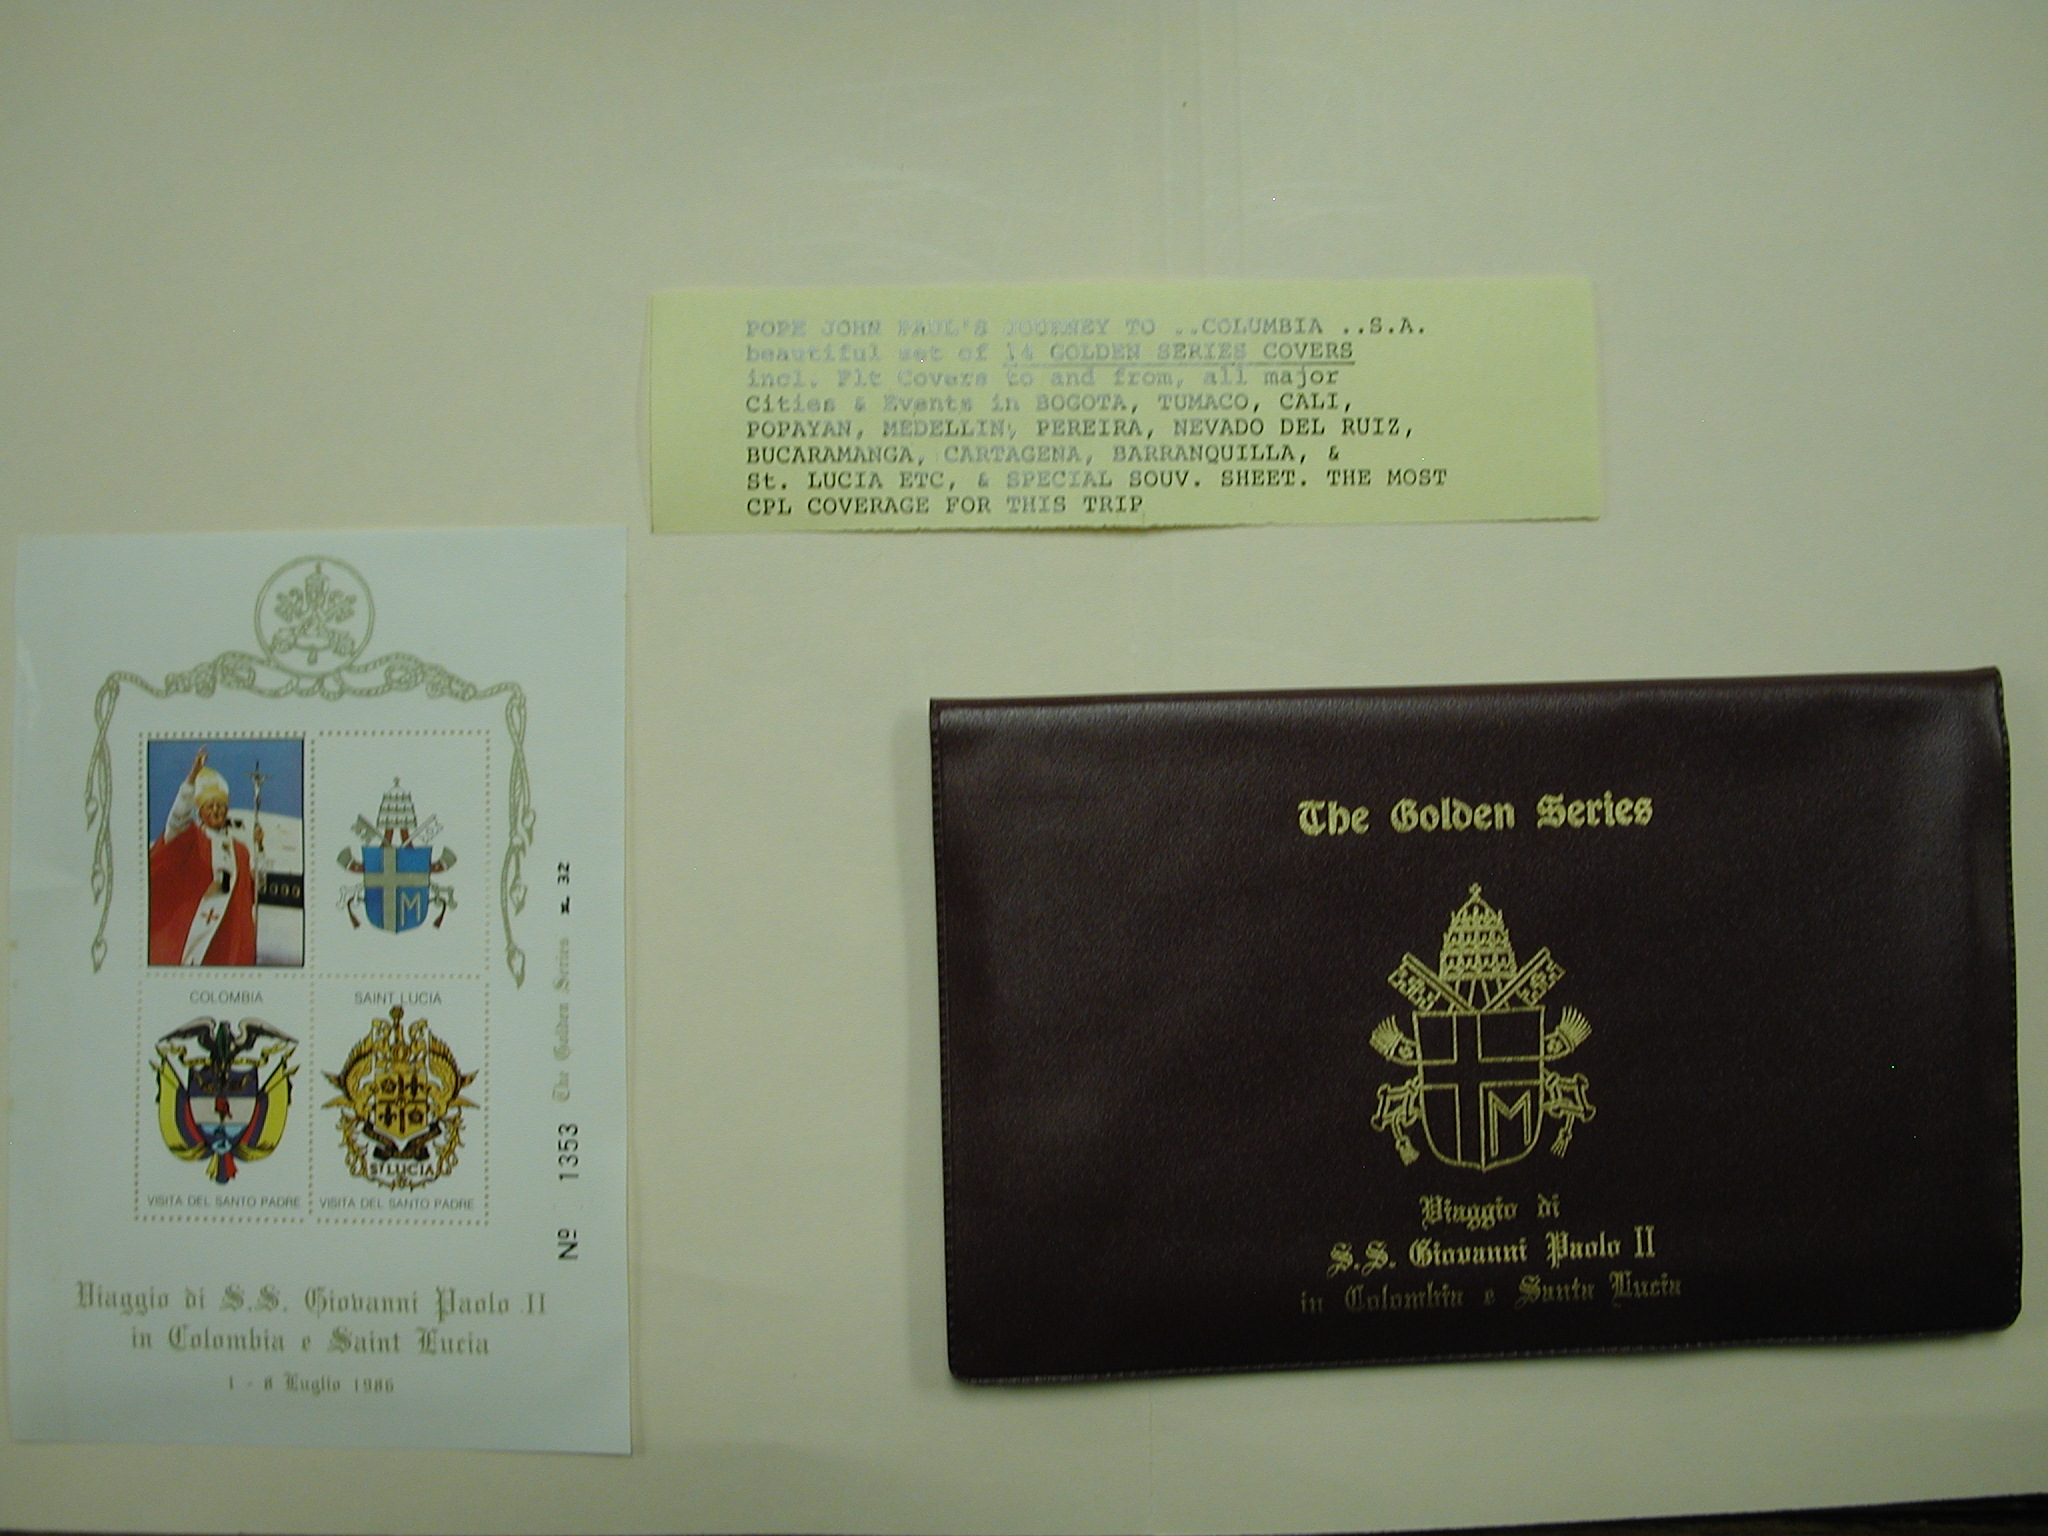 POPE JOHN PAUL'S JOURNEY TO ..COLUMBIA ..S.A.
beautiful set of 14 GOLDEN SERIES COVERS
incl. Flt Covers to and from, all major
Cities & Events in BOGOTA, TUMACO, CALI,
POPAYAN, MEDELLIN, PEREIRA, NEVADO DEL RUIZ,
BUCARAMANGA, CARTAGENA, BARRANQUILLA, &
St. LUCIA ETC, & SPECIAL SOUV. SHEET. THE MOST
CPL COVERAGE FOR THIS TRIP
M
COLOMBIA
VISITA DEL SANTO PADRE
SAINT LUCIA
ST LUCIA
VISITA DEL SANTO PADRE
Nº 1353 The Golden Series n. 32
Viaggio di S.S. Giovanni Paolo II
in Colombia e Saint Lucia
1 - 8 Luglio 1986
The Golden Series
M
Viaggio di
S.S. Giovanni Paolo II
in Colombia e Santa Lucia